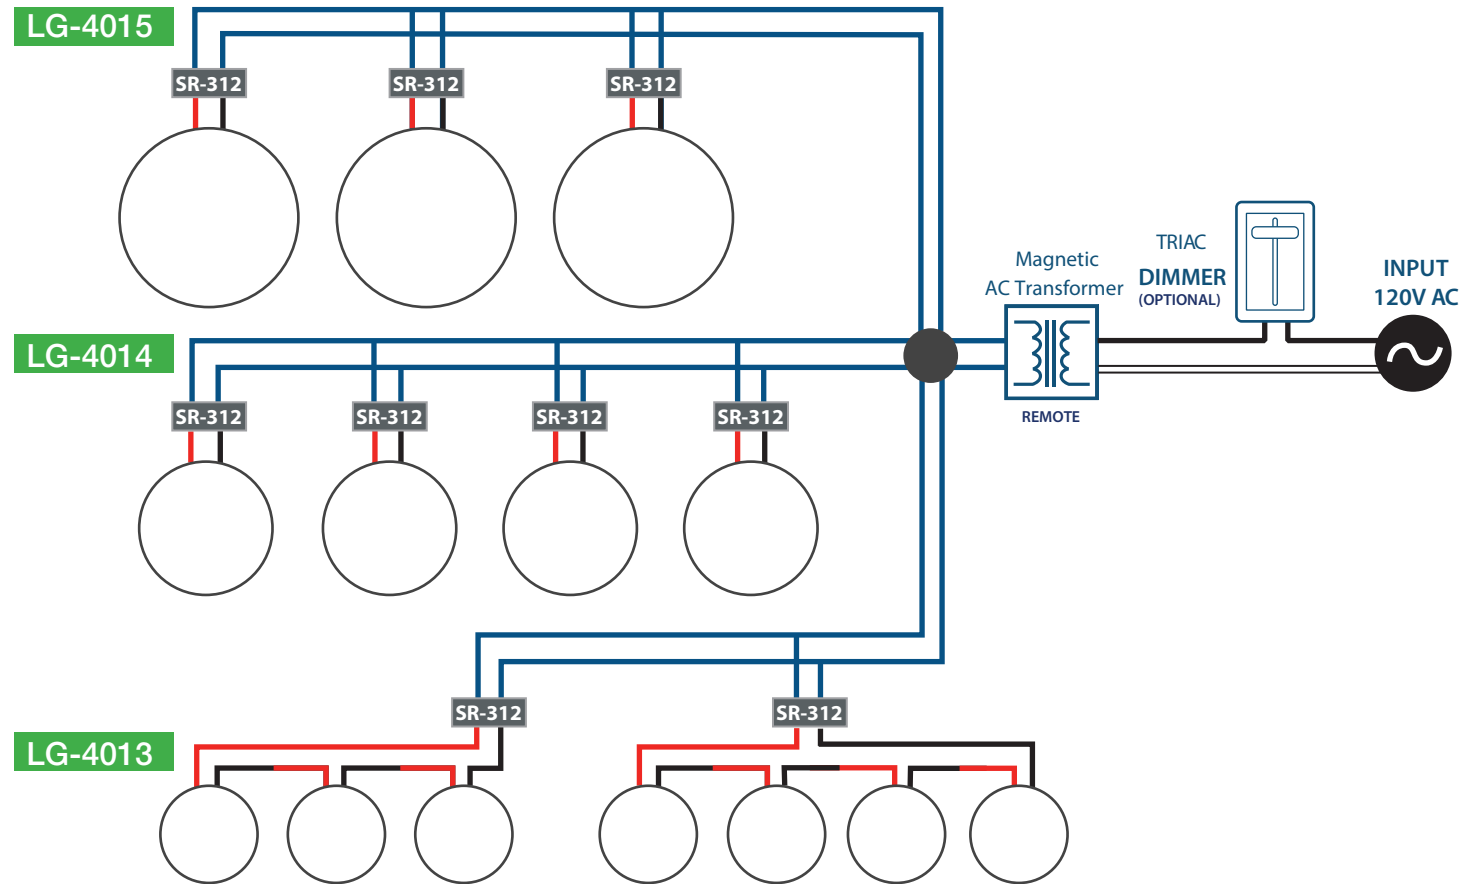 LG-4015
SR-312
SR-312
SR-312
TRIAC
DIMMER
(OPTIONAL)
Magnetic
AC Transformer
INPUT
120V AC
LG-4014
REMOTE
SR-312
SR-312
SR-312
SR-312
SR-312
SR-312
LG-4013